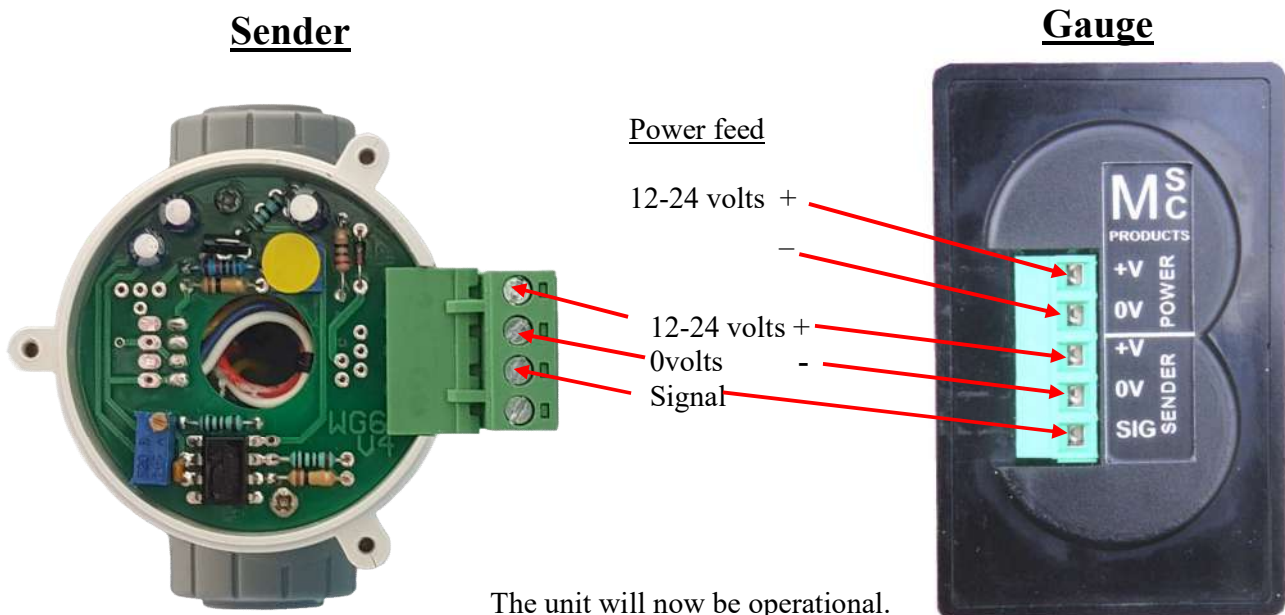 Sender
Gauge
Power feed
12-24 volts +
–
12-24 volts +
0volts -
Signal
M S C
PRODUCTS
+V
0V
POWER
+V
0V
SIG
SENDER
WG6
V4
The unit will now be operational.